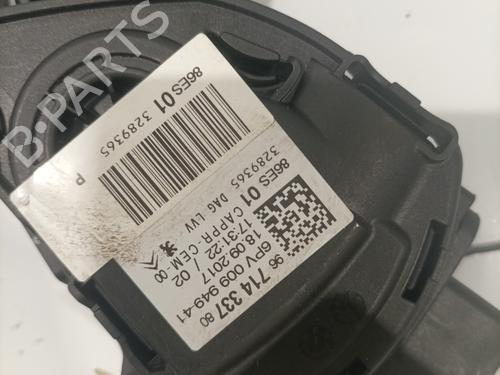 86ES 01 3289365
P
86ES 01 3289365
CAPPR-CEM-00 DAG LVV
17:31:22 / 02
18.09.2017
6PV 009 949-41
96 714 337 80
B-PARTS